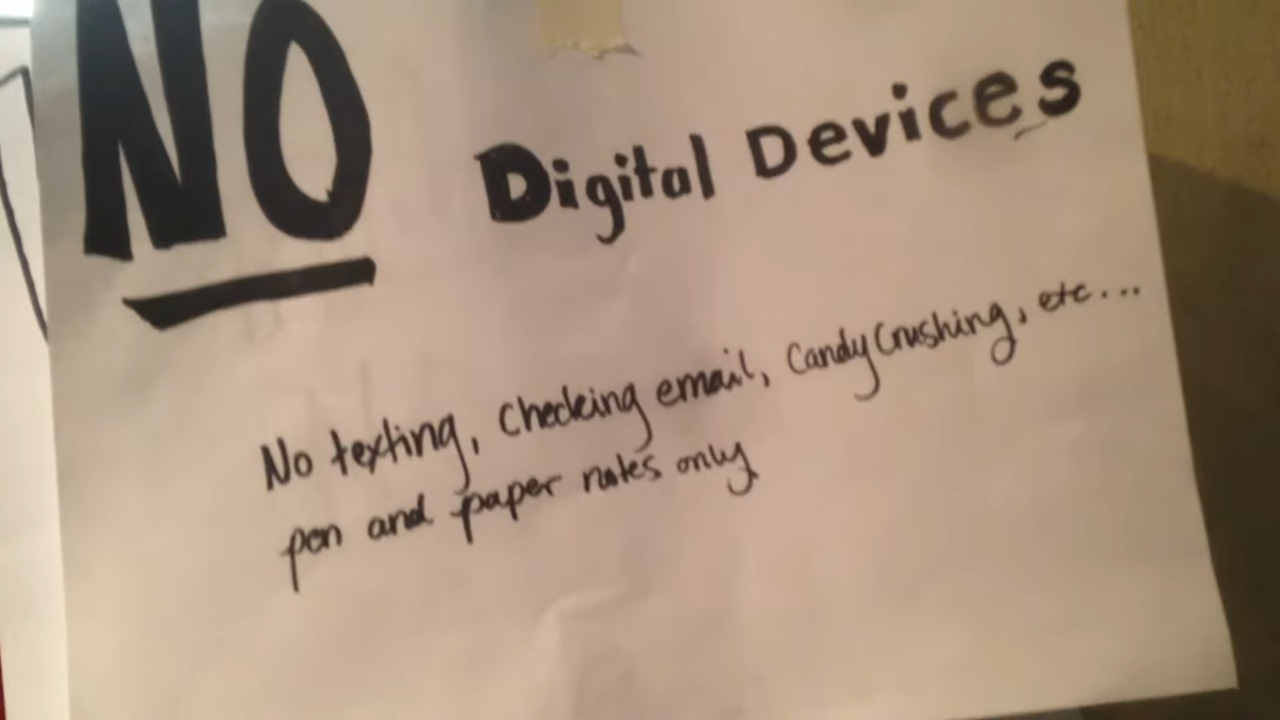 NO Digital Devices
No texting, Checking email, Candy Crushing, etc...
pen and paper notes only